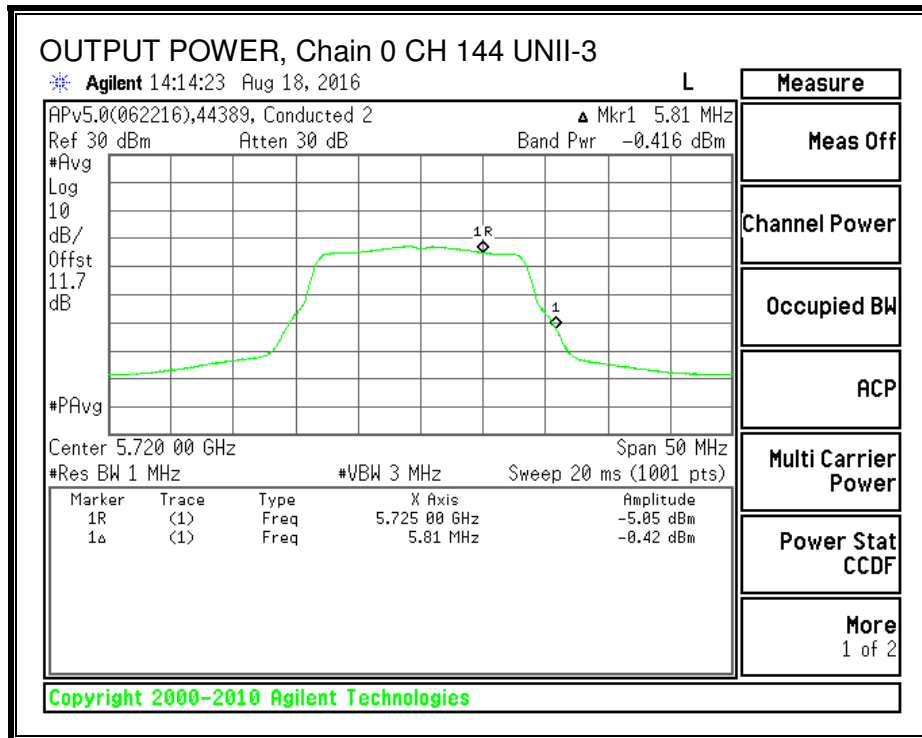 OUTPUT POWER, Chain 0 CH 144 UNII-3
Agilent 14:14:23 Aug 18, 2016 L
Measure
APv5.0(062216),44389, Conducted 2 Δ Mkr1 5.81 MHz
Ref 30 dBm Atten 30 dB Band Pwr -0.416 dBm
#Avg
Log
10
dB/
Offst
11.7
dB
#PAvg
1R
1
Center 5.720 00 GHz Span 50 MHz
#Res BW 1 MHz #VBW 3 MHz Sweep 20 ms (1001 pts)
Marker Trace Type X Axis Amplitude
1R (1) Freq 5.725 00 GHz -5.05 dBm
1Δ (1) Freq 5.81 MHz -0.42 dBm
Meas Off
Channel Power
Occupied BW
ACP
Multi Carrier
Power
Power Stat
CCDF
More
1 of 2
Copyright 2000-2010 Agilent Technologies